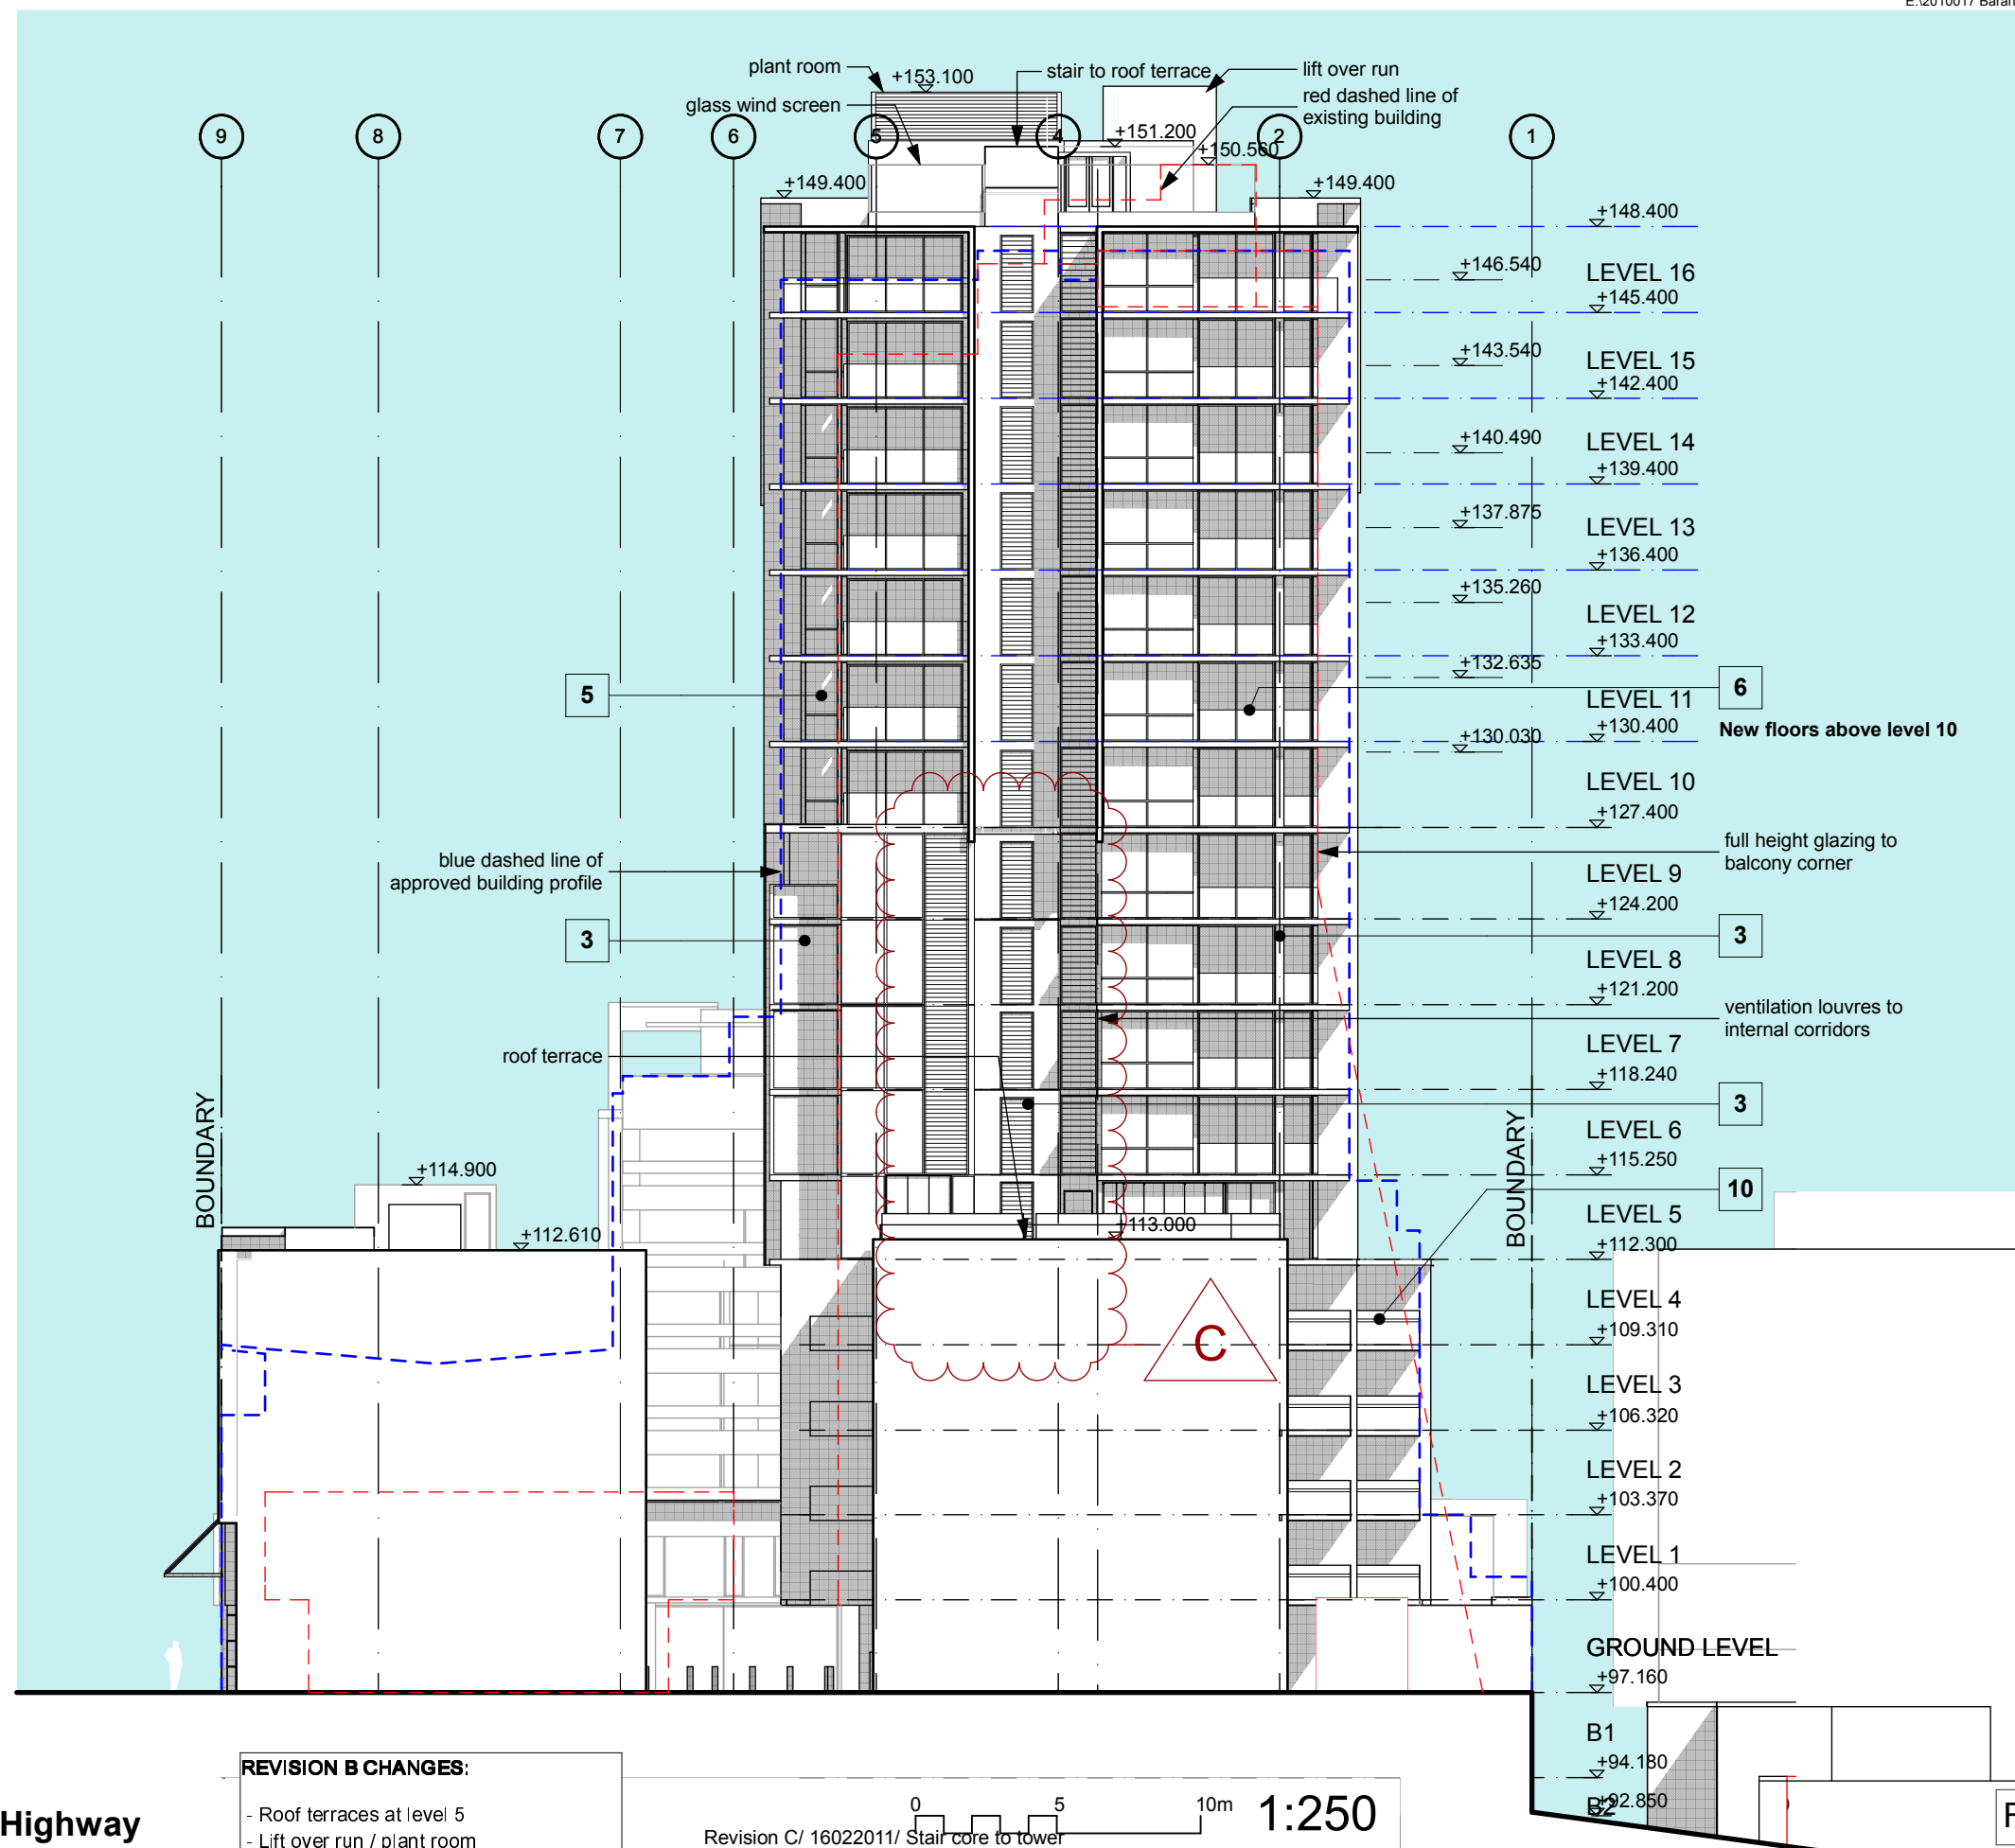 E:\2010017 Baran
plant room
+153.100
stair to roof terrace
lift over run
glass wind screen
red dashed line of
existing building
9
8
7
6
5
4
2
1
+151.200
+150.560
+149.400
+149.400
+148.400
+146.540
LEVEL 16
+145.400
+143.540
LEVEL 15
+142.400
+140.490
LEVEL 14
+139.400
+137.875
LEVEL 13
+136.400
+135.260
LEVEL 12
+133.400
+132.635
5
6
LEVEL 11
+130.400
New floors above level 10
+130.030
LEVEL 10
+127.400
full height glazing to
balcony corner
blue dashed line of
approved building profile
LEVEL 9
+124.200
3
3
LEVEL 8
+121.200
ventilation louvres to
internal corridors
roof terrace
LEVEL 7
+118.240
3
BOUNDARY
BOUNDARY
LEVEL 6
+115.250
+114.900
10
LEVEL 5
+113.000
+112.610
+112.300
LEVEL 4
+109.310
C
LEVEL 3
+106.320
LEVEL 2
+103.370
LEVEL 1
+100.400
GROUND LEVEL
+97.160
B1
+94.180
B2
+92.850
REVISION B CHANGES:
- Roof terraces at level 5
- Lift over run / plant room
Highway
0 5 10m
1:250
Revision C/ 16022011/ Stair core to tower